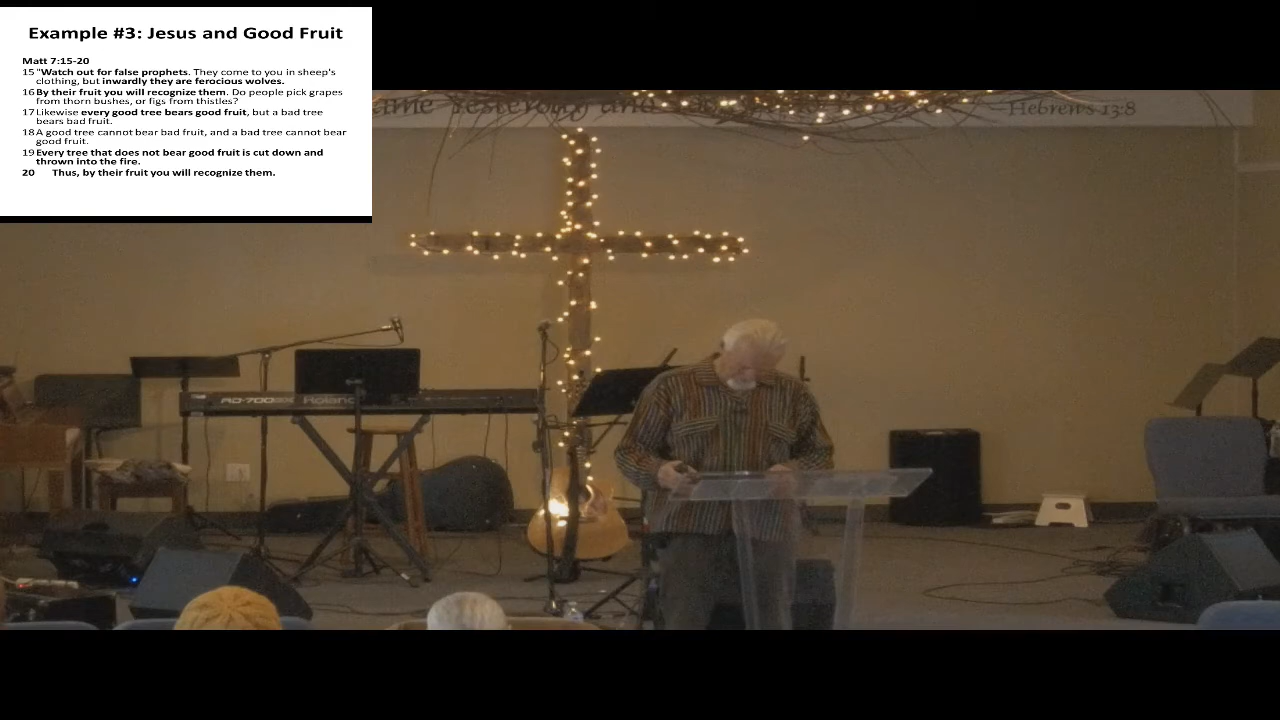 Example #3: Jesus and Good Fruit
Matt 7:15-20
15 "Watch out for false prophets. They come to you in sheep's
clothing, but inwardly they are ferocious wolves.
16 By their fruit you will recognize them. Do people pick grapes
from thorn bushes, or figs from thistles?
17 Likewise every good tree bears good fruit, but a bad tree
bears bad fruit.
18 A good tree cannot bear bad fruit, and a bad tree cannot bear
good fruit.
19 Every tree that does not bear good fruit is cut down and
thrown into the fire.
20 Thus, by their fruit you will recognize them.
Yesterday and Hebrews 13:8
RD-700SX Roland